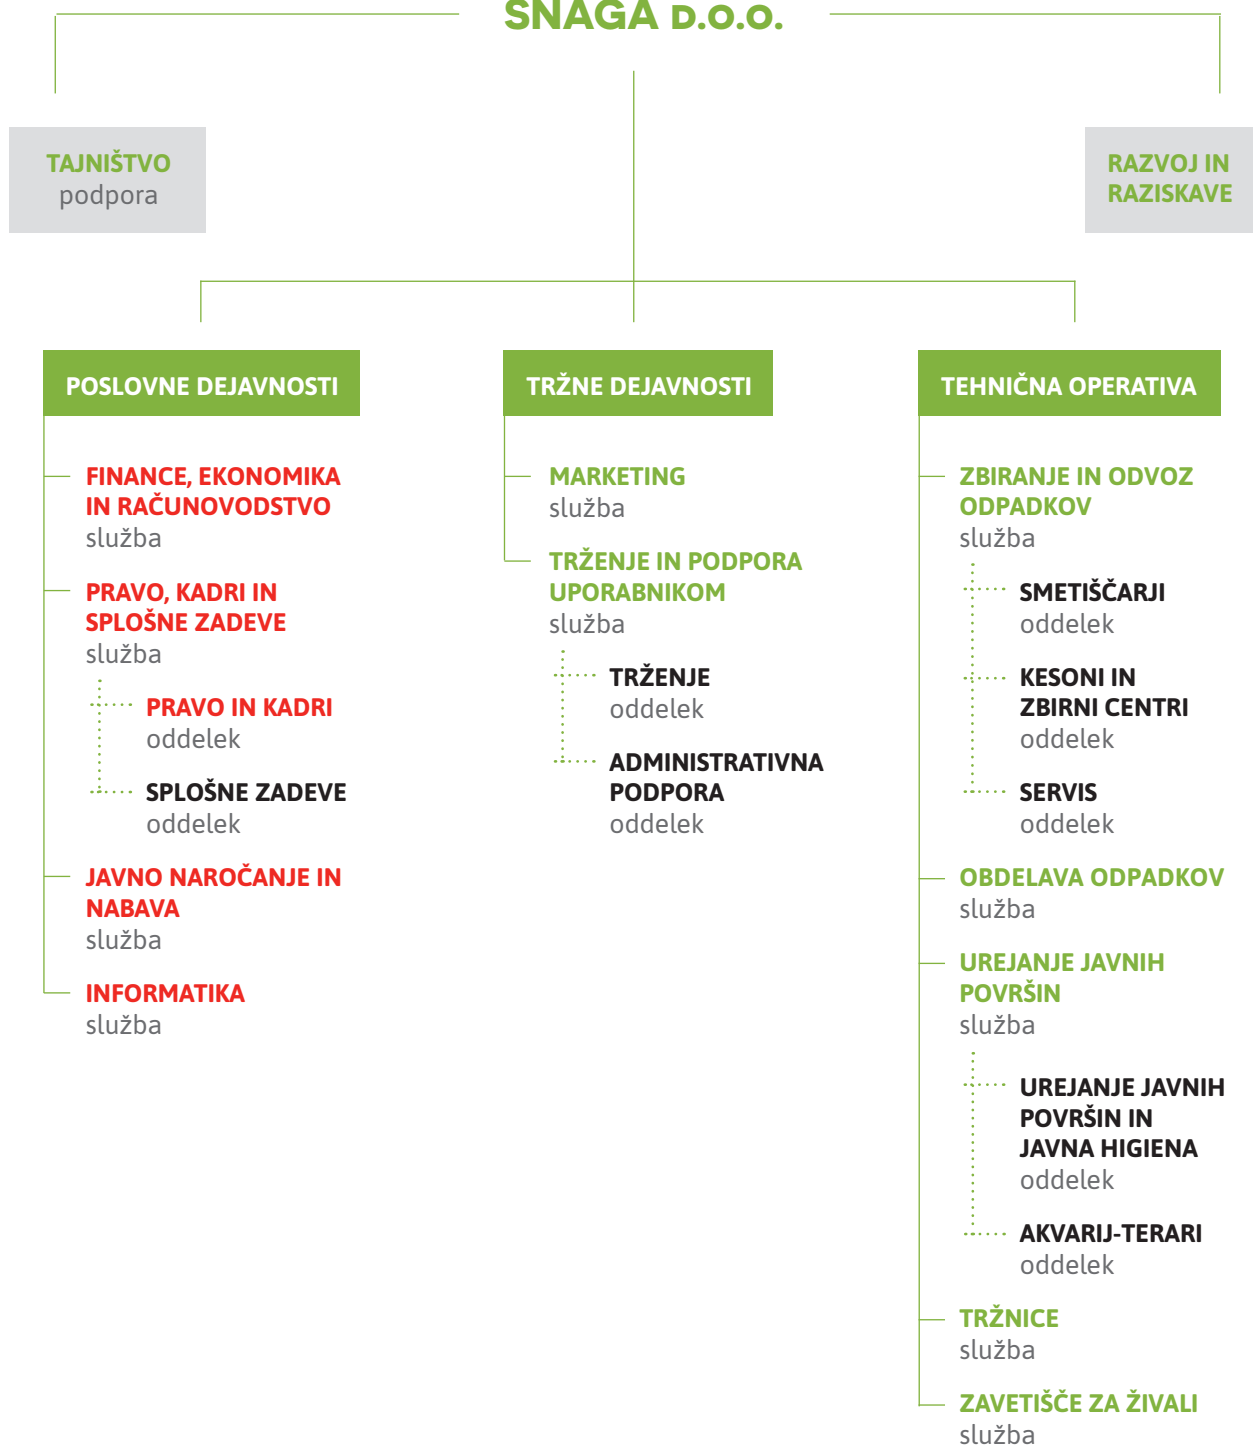 SNAGA D.O.O.
TAJNIŠTVO
podpora
RAZVOJ IN
RAZISKAVE
POSLOVNE DEJAVNOSTI
FINANCE, EKONOMIKA
IN RAČUNOVODSTVO
služba
PRAVO, KADRI IN
SPLOŠNE ZADEVE
služba
PRAVO IN KADRI
oddelek
SPLOŠNE ZADEVE
oddelek
JAVNO NAROČANJE IN
NABAVA
služba
INFORMATIKA
služba
TRŽNE DEJAVNOSTI
MARKETING
služba
TRŽENJE IN PODPORA
UPORABNIKOM
služba
TRŽENJE
oddelek
ADMINISTRATIVNA
PODPORA
oddelek
TEHNIČNA OPERATIVA
ZBIRANJE IN ODVOZ
ODPADKOV
služba
SMETIŠČARJI
oddelek
KESONI IN
ZBIRNI CENTRI
oddelek
SERVIS
oddelek
OBDELAVA ODPADKOV
služba
UREJANJE JAVNIH
POVRŠIN
služba
UREJANJE JAVNIH
POVRŠIN IN
JAVNA HIGIENA
oddelek
AKVARIJ-TERARI
oddelek
TRŽNICE
služba
ZAVETIŠČE ZA ŽIVALI
služba